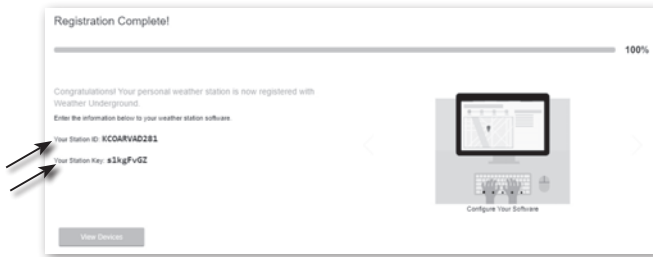 Registration Complete!
100%
Congratulations! Your personal weather station is now registered with
Weather Underground.
Enter the information below to your weather station software.
Your Station ID: KCOARVAD281
Your Station Key: s1kgFvGZ
Configure Your Software
View Devices